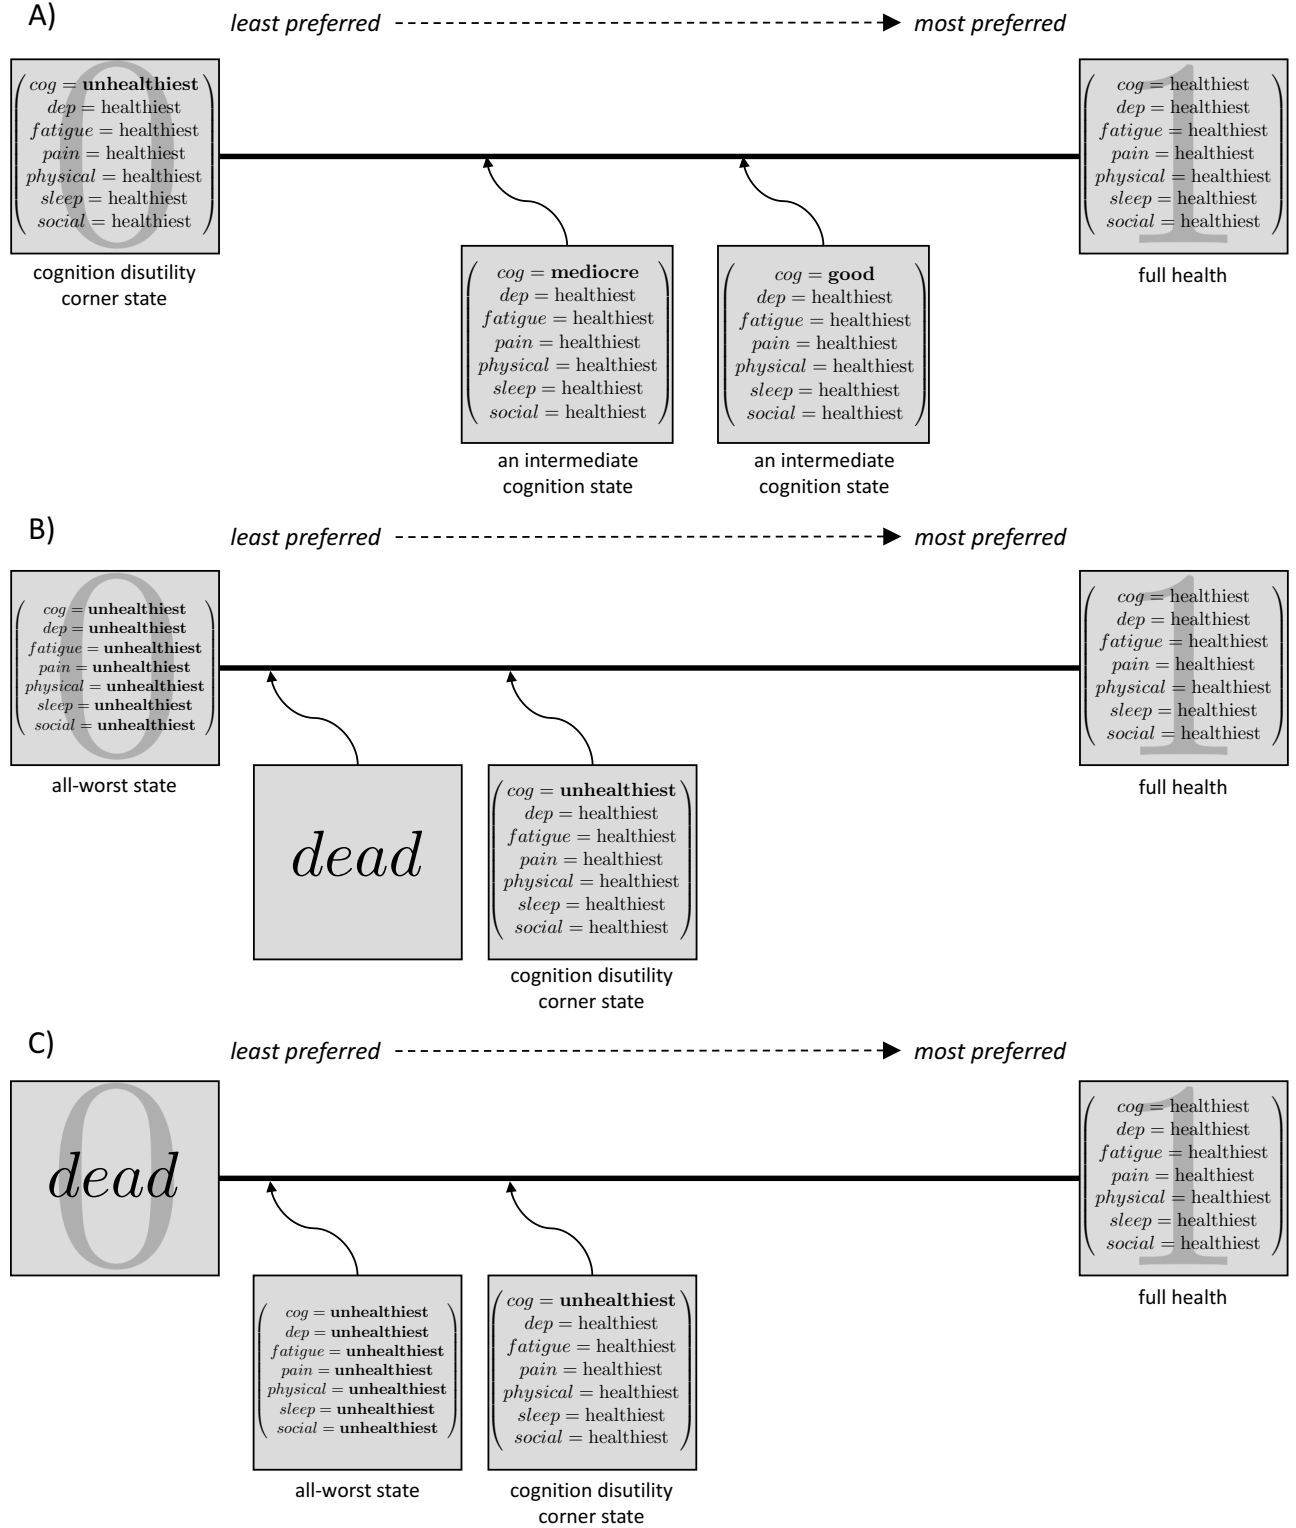 A)
least preferred
most preferred
0
cog = unhealthiest
dep = healthiest
fatigue = healthiest
pain = healthiest
physical = healthiest
sleep = healthiest
social = healthiest
cognition disutility
corner state
1
cog = healthiest
dep = healthiest
fatigue = healthiest
pain = healthiest
physical = healthiest
sleep = healthiest
social = healthiest
full health
cog = mediocre
dep = healthiest
fatigue = healthiest
pain = healthiest
physical = healthiest
sleep = healthiest
social = healthiest
an intermediate
cognition state
cog = good
dep = healthiest
fatigue = healthiest
pain = healthiest
physical = healthiest
sleep = healthiest
social = healthiest
an intermediate
cognition state
B)
least preferred
most preferred
0
cog = unhealthiest
dep = unhealthiest
fatigue = unhealthiest
pain = unhealthiest
physical = unhealthiest
sleep = unhealthiest
social = unhealthiest
all-worst state
1
cog = healthiest
dep = healthiest
fatigue = healthiest
pain = healthiest
physical = healthiest
sleep = healthiest
social = healthiest
full health
dead
cog = unhealthiest
dep = healthiest
fatigue = healthiest
pain = healthiest
physical = healthiest
sleep = healthiest
social = healthiest
cognition disutility
corner state
C)
least preferred
most preferred
0
dead
1
cog = healthiest
dep = healthiest
fatigue = healthiest
pain = healthiest
physical = healthiest
sleep = healthiest
social = healthiest
full health
cog = unhealthiest
dep = unhealthiest
fatigue = unhealthiest
pain = unhealthiest
physical = unhealthiest
sleep = unhealthiest
social = unhealthiest
all-worst state
cog = unhealthiest
dep = healthiest
fatigue = healthiest
pain = healthiest
physical = healthiest
sleep = healthiest
social = healthiest
cognition disutility
corner state